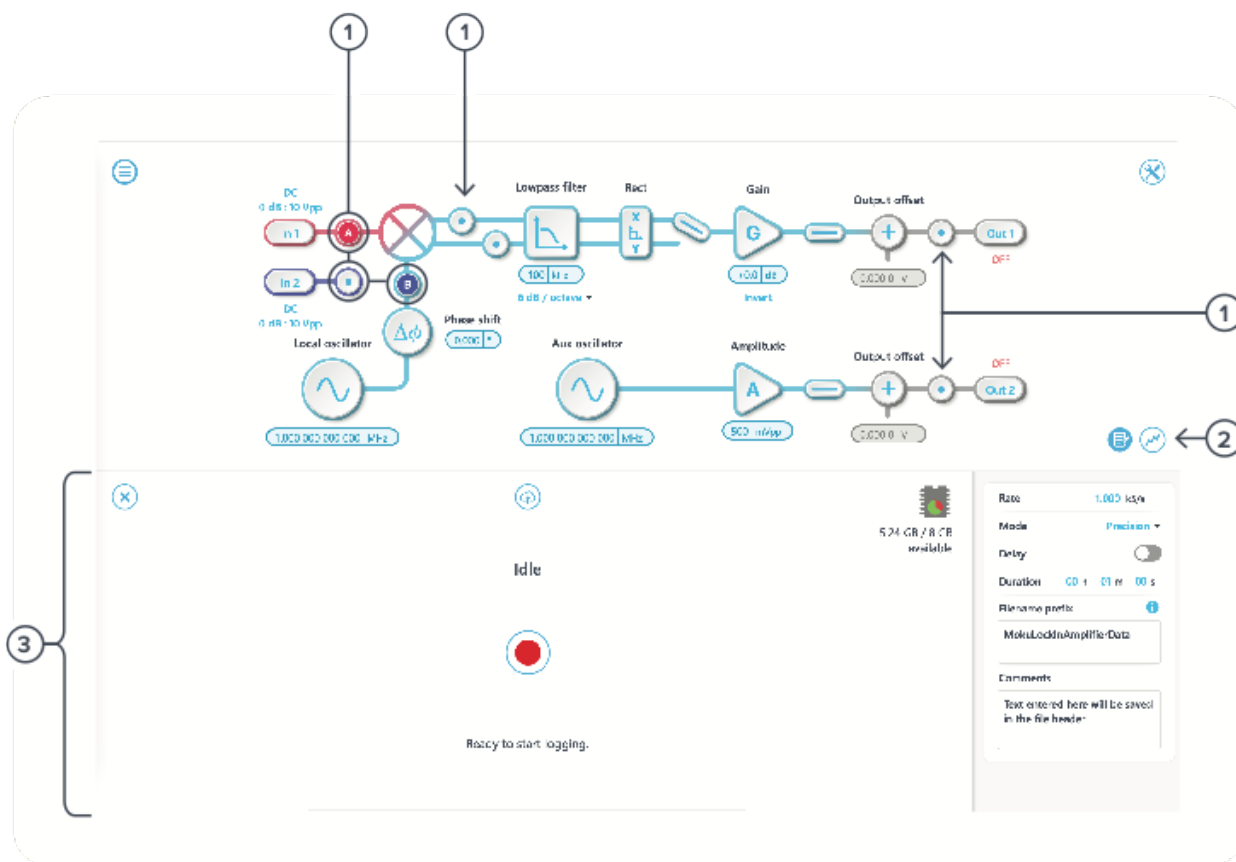 1 1
Lowpass filter Rect Gain Output offset
DC
0 dB : 10 Vpp
In 1 A G + Out 1
OFF
100 kHz +0.0 dB 0.000 0 V
6 dB / octave Invert
In 2 B
DC
0 dB : 10 Vpp
X
Y
1
Δϕ Phase shift
0.000 °
Local oscillator Aux oscillator Amplitude Output offset
OFF
A + Out 2
1.000 000 000 000 MHz 1.000 000 000 000 MHz 500 mVpp 0.000 0 V
2
3
5.24 GB / 8 GB
available
Idle
Ready to start logging.
Rate 1.000 kS/s
Mode Precision
Delay
Duration 00 h 01 m 00 s
Filename prefix i
MokuLockInAmplifierData
Comments
Text entered here will be saved
in the file header